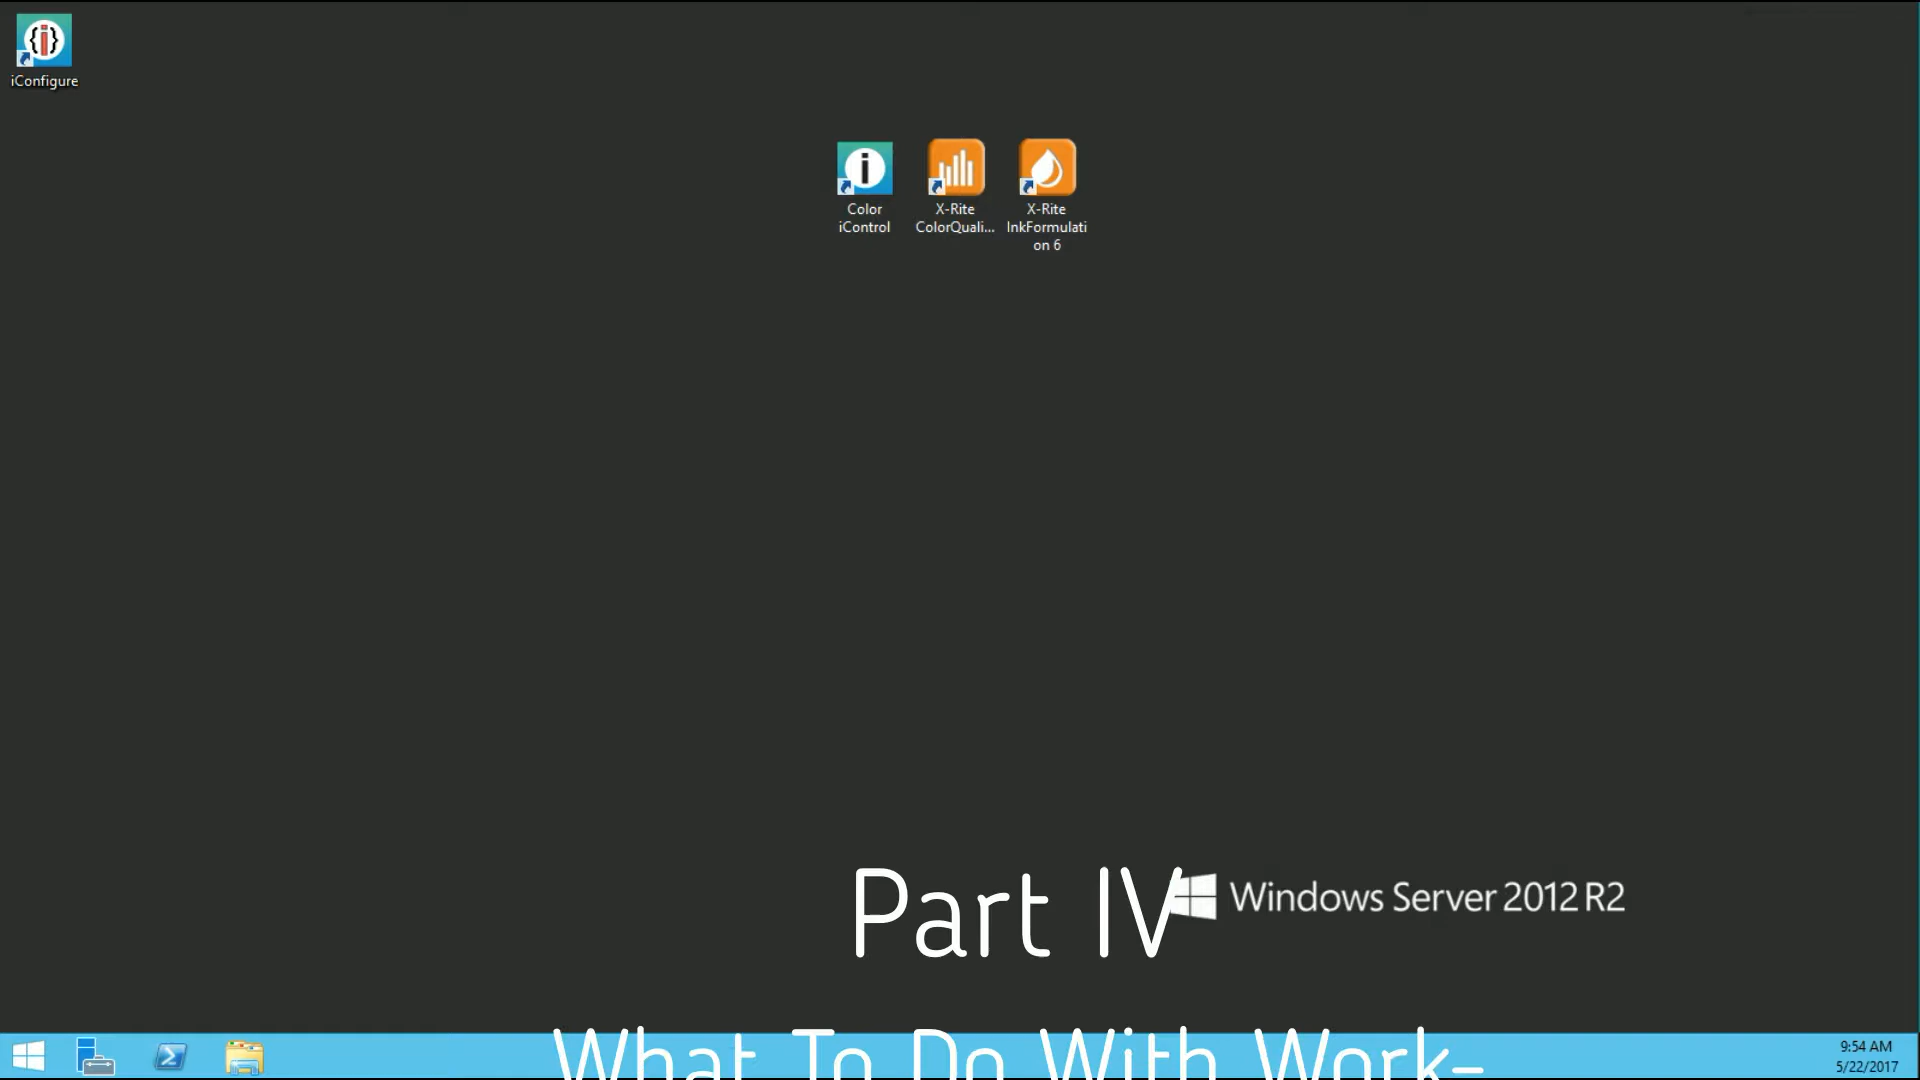 iConfigure
Color
iControl
X-Rite
ColorQuali...
X-Rite
InkFormulati
on 6
Part IV
Windows Server 2012 R2
What To Do With Work-
9:54 AM
5/22/2017